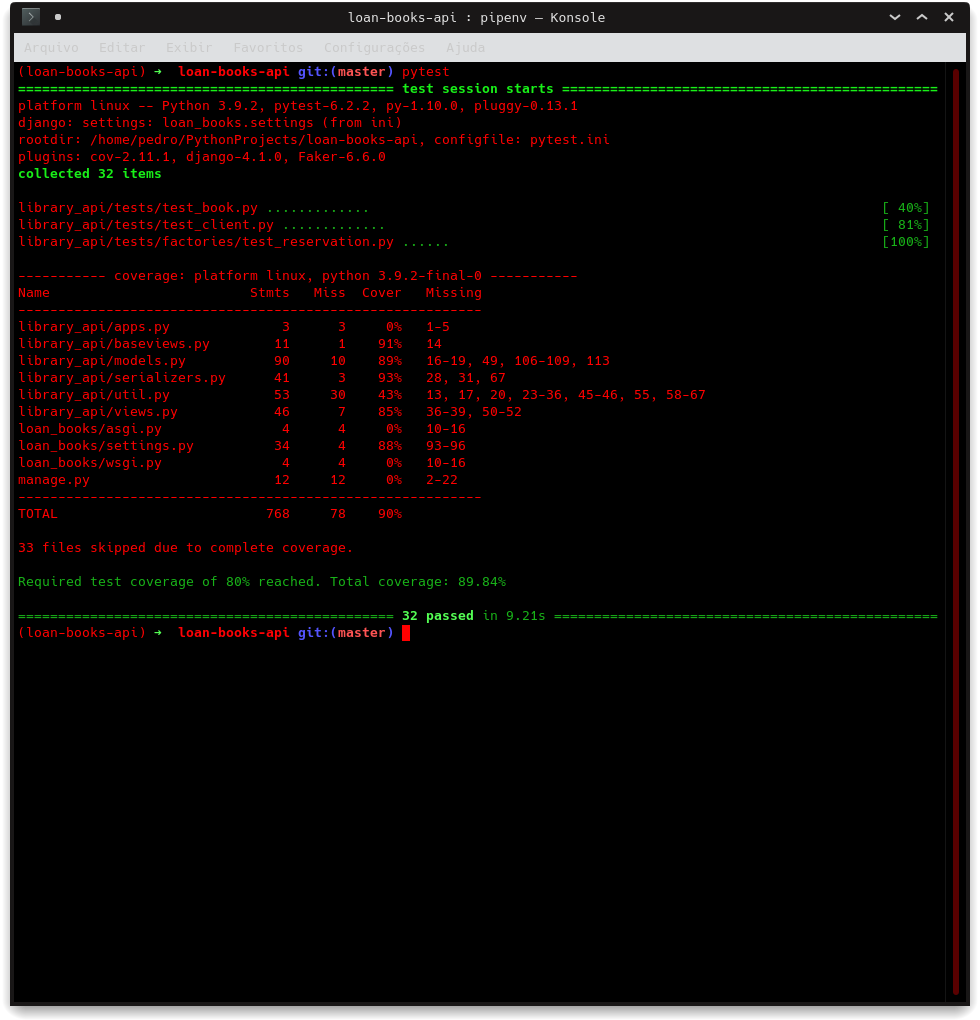 loan-books-api : pipenv — Konsole
Arquivo Editar Exibir Favoritos Configurações Ajuda
(loan-books-api) ➜  loan-books-api git:(master) pytest
=============================================== test session starts ===============================================
platform linux -- Python 3.9.2, pytest-6.2.2, py-1.10.0, pluggy-0.13.1
django: settings: loan_books.settings (from ini)
rootdir: /home/pedro/PythonProjects/loan-books-api, configfile: pytest.ini
plugins: cov-2.11.1, django-4.1.0, Faker-6.6.0
collected 32 items
library_api/tests/test_book.py ............. [ 40%]
library_api/tests/test_client.py ............. [ 81%]
library_api/tests/factories/test_reservation.py ...... [100%]
----------- coverage: platform linux, python 3.9.2-final-0 -----------
Name                         Stmts   Miss  Cover   Missing
----------------------------------------------------------
library_api/apps.py              3      3     0%   1-5
library_api/baseviews.py        11      1    91%   14
library_api/models.py           90     10    89%   16-19, 49, 106-109, 113
library_api/serializers.py      41      3    93%   28, 31, 67
library_api/util.py             53     30    43%   13, 17, 20, 23-36, 45-46, 55, 58-67
library_api/views.py            46      7    85%   36-39, 50-52
loan_books/asgi.py               4      4     0%   10-16
loan_books/settings.py          34      4    88%   93-96
loan_books/wsgi.py               4      4     0%   10-16
manage.py                       12     12     0%   2-22
----------------------------------------------------------
TOTAL                          768     78    90%
33 files skipped due to complete coverage.
Required test coverage of 80% reached. Total coverage: 89.84%
=============================================== 32 passed in 9.21s ================================================
(loan-books-api) ➜  loan-books-api git:(master)